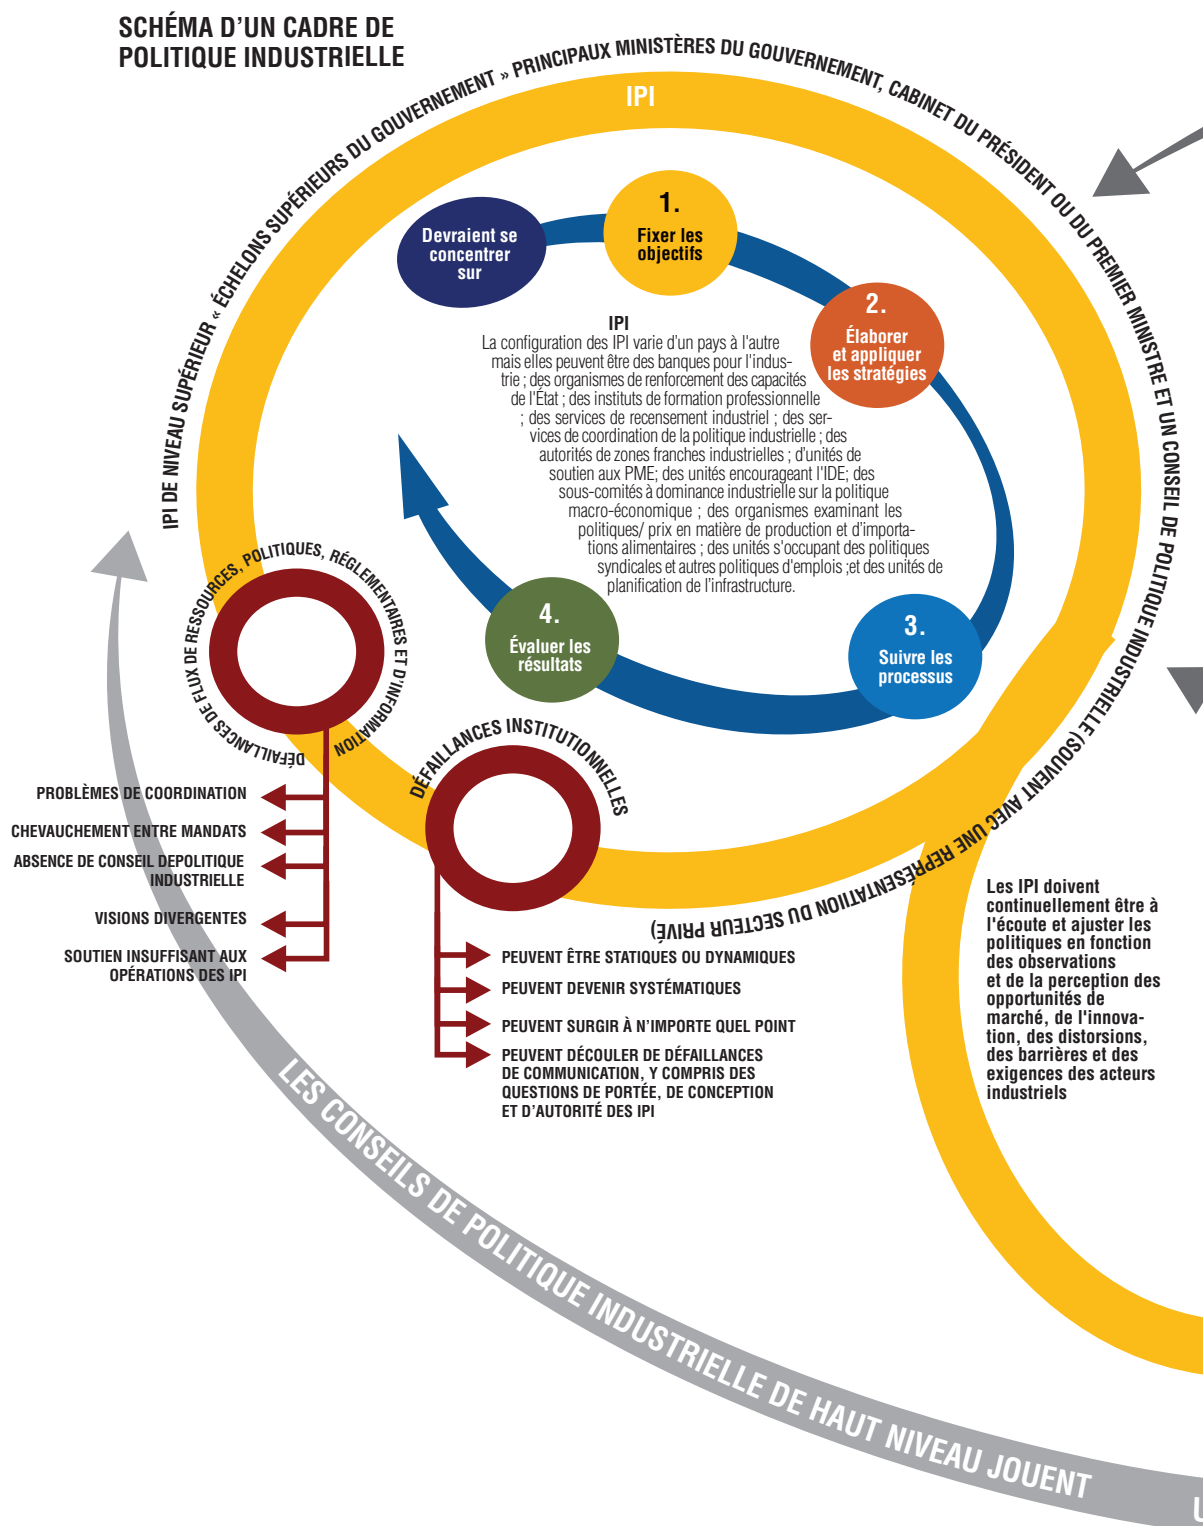 SCHÉMA D'UN CADRE DE
POLITIQUE INDUSTRIELLE
IPI DE NIVEAU SUPÉRIEUR « ÉCHELONS SUPÉRIEURS DU GOUVERNEMENT » PRINCIPAUX MINISTÈRES DU GOUVERNEMENT, CABINET DU PRÉSIDENT OU DU PREMIER MINISTRE ET UN CONSEIL DE POLITIQUE INDUSTRIELLE (SOUVENT AVEC UNE REPRÉSENTATIION DU SECTEUR PRIVÉ)
IPI
Devraient se
concentrer
sur
1.
Fixer les
objectifs
2.
Élaborer
et appliquer
les stratégies
IPI
La configuration des IPI varie d'un pays à l'autre
mais elles peuvent être des banques pour l'indus-
trie ; des organismes de renforcement des capacités
de l'État ; des instituts de formation professionnelle
; des services de recensement industriel ; des ser-
vices de coordination de la politique industrielle ; des
autorités de zones franches industrielles ; d'unités de
soutien aux PME; des unités encourageant l'IDE; des
sous-comités à dominance industrielle sur la politique
macro-économique ; des organismes examinant les
politiques/ prix en matière de production et d'importa-
tions alimentaires ; des unités s'occupant des politiques
syndicales et autres politiques d'emplois ;et des unités de
planification de l'infrastructure.
3.
Suivre les
processus
4.
Évaluer les
résultats
DÉFAILLANCES DE FLUX DE RESSOURCES, POLITIQUES, RÉGLEMENTAIRES ET D'INFORMATION
PROBLÈMES DE COORDINATION
CHEVAUCHEMENT ENTRE MANDATS
ABSENCE DE CONSEIL DEPOLITIQUE
INDUSTRIELLE
VISIONS DIVERGENTES
SOUTIEN INSUFFISANT AUX
OPÉRATIONS DES IPI
DÉFAILLANCES INSTITUTIONNELLES
PEUVENT ÊTRE STATIQUES OU DYNAMIQUES
PEUVENT DEVENIR SYSTÉMATIQUES
PEUVENT SURGIR À N'IMPORTE QUEL POINT
PEUVENT DÉCOULER DE DÉFAILLANCES
DE COMMUNICATION, Y COMPRIS DES
QUESTIONS DE PORTÉE, DE CONCEPTION
ET D'AUTORITÉ DES IPI
Les IPI doivent
continuellement être à
l'écoute et ajuster les
politiques en fonction
des observations
et de la perception des
opportunités de
marché, de l'innova-
tion, des distorsions,
des barrières et des
exigences des acteurs
industriels
LES CONSEILS DE POLITIQUE INDUSTRIELLE DE HAUT NIVEAU JOUENT